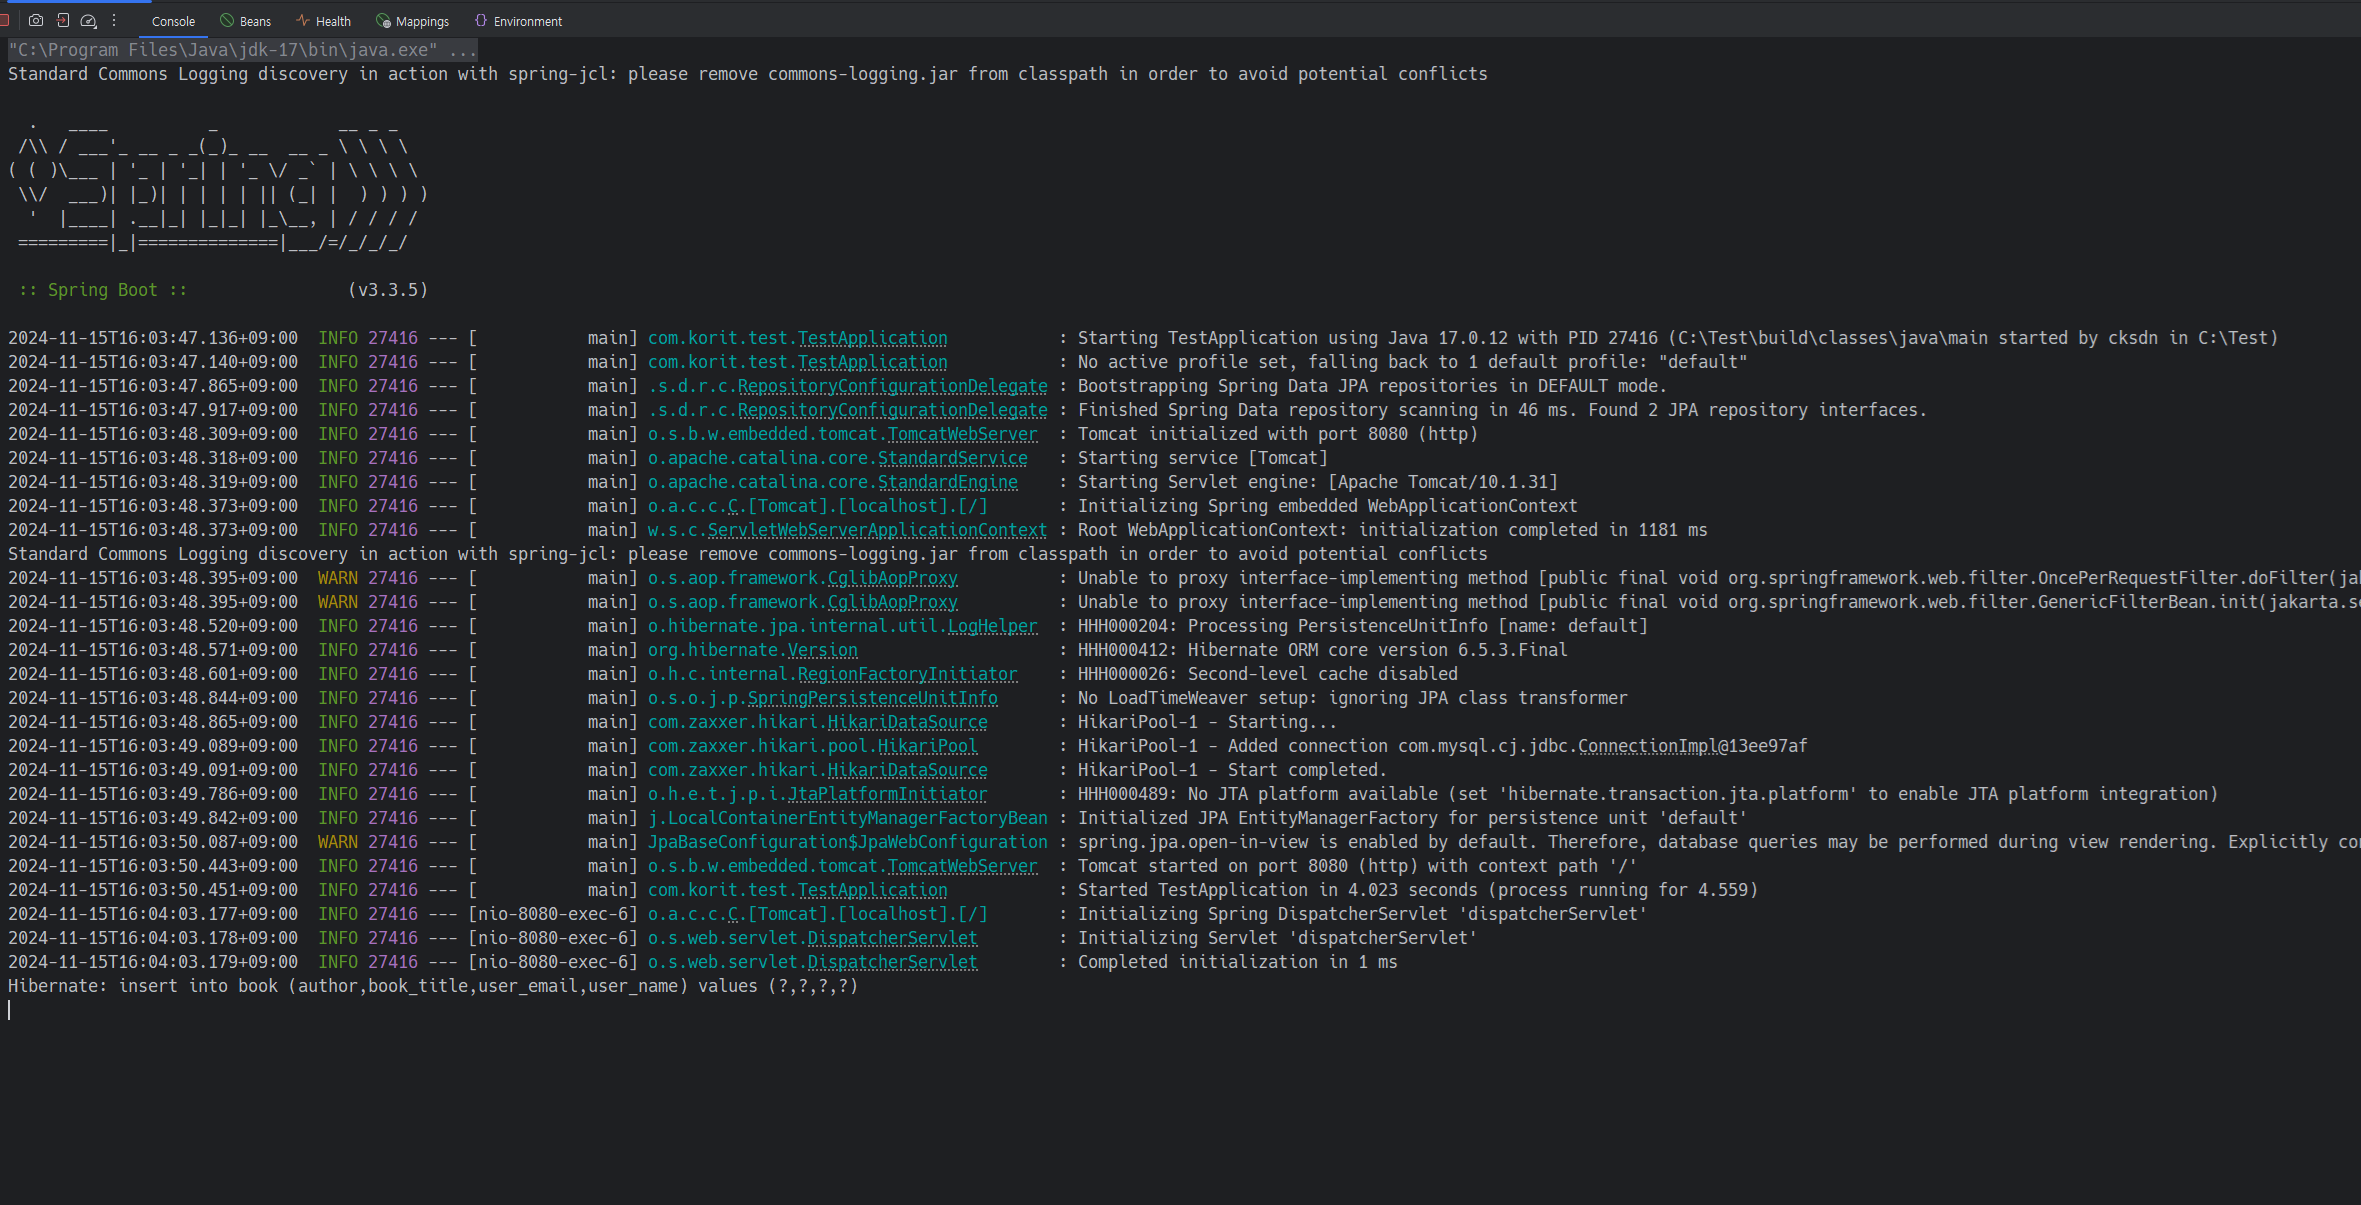 Console Beans Health Mappings Environment
"C:\Program Files\Java\jdk-17\bin\java.exe" ...
Standard Commons Logging discovery in action with spring-jcl: please remove commons-logging.jar from classpath in order to avoid potential conflicts
  .   ____          _            __ _ _
 /\\ / ___'_ __ _ _(_)_ __  __ _ \ \ \ \
( ( )\___ | '_ | '_| | '_ \/ _` | \ \ \ \
 \\/  ___)| |_)| | | | | || (_| |  ) ) ) )
  '  |____| .__|_| |_|_| |_\__, | / / / /
 =========|_|==============|___/=/_/_/_/
 :: Spring Boot ::                (v3.3.5)
2024-11-15T16:03:47.136+09:00  INFO 27416 --- [           main] com.korit.test.TestApplication           : Starting TestApplication using Java 17.0.12 with PID 27416 (C:\Test\build\classes\java\main started by cksdn in C:\Test)
2024-11-15T16:03:47.140+09:00  INFO 27416 --- [           main] com.korit.test.TestApplication           : No active profile set, falling back to 1 default profile: "default"
2024-11-15T16:03:47.865+09:00  INFO 27416 --- [           main] .s.d.r.c.RepositoryConfigurationDelegate : Bootstrapping Spring Data JPA repositories in DEFAULT mode.
2024-11-15T16:03:47.917+09:00  INFO 27416 --- [           main] .s.d.r.c.RepositoryConfigurationDelegate : Finished Spring Data repository scanning in 46 ms. Found 2 JPA repository interfaces.
2024-11-15T16:03:48.309+09:00  INFO 27416 --- [           main] o.s.b.w.embedded.tomcat.TomcatWebServer  : Tomcat initialized with port 8080 (http)
2024-11-15T16:03:48.318+09:00  INFO 27416 --- [           main] o.apache.catalina.core.StandardService   : Starting service [Tomcat]
2024-11-15T16:03:48.319+09:00  INFO 27416 --- [           main] o.apache.catalina.core.StandardEngine    : Starting Servlet engine: [Apache Tomcat/10.1.31]
2024-11-15T16:03:48.373+09:00  INFO 27416 --- [           main] o.a.c.c.C.[Tomcat].[localhost].[/]       : Initializing Spring embedded WebApplicationContext
2024-11-15T16:03:48.373+09:00  INFO 27416 --- [           main] w.s.c.ServletWebServerApplicationContext : Root WebApplicationContext: initialization completed in 1181 ms
Standard Commons Logging discovery in action with spring-jcl: please remove commons-logging.jar from classpath in order to avoid potential conflicts
2024-11-15T16:03:48.395+09:00  WARN 27416 --- [           main] o.s.aop.framework.CglibAopProxy          : Unable to proxy interface-implementing method [public final void org.springframework.web.filter.OncePerRequestFilter.doFilter(ja
2024-11-15T16:03:48.395+09:00  WARN 27416 --- [           main] o.s.aop.framework.CglibAopProxy          : Unable to proxy interface-implementing method [public final void org.springframework.web.filter.GenericFilterBean.init(jakarta.s
2024-11-15T16:03:48.520+09:00  INFO 27416 --- [           main] o.hibernate.jpa.internal.util.LogHelper  : HHH000204: Processing PersistenceUnitInfo [name: default]
2024-11-15T16:03:48.571+09:00  INFO 27416 --- [           main] org.hibernate.Version                    : HHH000412: Hibernate ORM core version 6.5.3.Final
2024-11-15T16:03:48.601+09:00  INFO 27416 --- [           main] o.h.c.internal.RegionFactoryInitiator    : HHH000026: Second-level cache disabled
2024-11-15T16:03:48.844+09:00  INFO 27416 --- [           main] o.s.o.j.p.SpringPersistenceUnitInfo      : No LoadTimeWeaver setup: ignoring JPA class transformer
2024-11-15T16:03:48.865+09:00  INFO 27416 --- [           main] com.zaxxer.hikari.HikariDataSource       : HikariPool-1 - Starting...
2024-11-15T16:03:49.089+09:00  INFO 27416 --- [           main] com.zaxxer.hikari.pool.HikariPool        : HikariPool-1 - Added connection com.mysql.cj.jdbc.ConnectionImpl@13ee97af
2024-11-15T16:03:49.091+09:00  INFO 27416 --- [           main] com.zaxxer.hikari.HikariDataSource       : HikariPool-1 - Start completed.
2024-11-15T16:03:49.786+09:00  INFO 27416 --- [           main] o.h.e.t.j.p.i.JtaPlatformInitiator       : HHH000489: No JTA platform available (set 'hibernate.transaction.jta.platform' to enable JTA platform integration)
2024-11-15T16:03:49.842+09:00  INFO 27416 --- [           main] j.LocalContainerEntityManagerFactoryBean : Initialized JPA EntityManagerFactory for persistence unit 'default'
2024-11-15T16:03:50.087+09:00  WARN 27416 --- [           main] JpaBaseConfiguration$JpaWebConfiguration : spring.jpa.open-in-view is enabled by default. Therefore, database queries may be performed during view rendering. Explicitly co
2024-11-15T16:03:50.443+09:00  INFO 27416 --- [           main] o.s.b.w.embedded.tomcat.TomcatWebServer  : Tomcat started on port 8080 (http) with context path '/'
2024-11-15T16:03:50.451+09:00  INFO 27416 --- [           main] com.korit.test.TestApplication           : Started TestApplication in 4.023 seconds (process running for 4.559)
2024-11-15T16:04:03.177+09:00  INFO 27416 --- [nio-8080-exec-6] o.a.c.c.C.[Tomcat].[localhost].[/]       : Initializing Spring DispatcherServlet 'dispatcherServlet'
2024-11-15T16:04:03.178+09:00  INFO 27416 --- [nio-8080-exec-6] o.s.web.servlet.DispatcherServlet        : Initializing Servlet 'dispatcherServlet'
2024-11-15T16:04:03.179+09:00  INFO 27416 --- [nio-8080-exec-6] o.s.web.servlet.DispatcherServlet        : Completed initialization in 1 ms
Hibernate: insert into book (author,book_title,user_email,user_name) values (?,?,?,?)